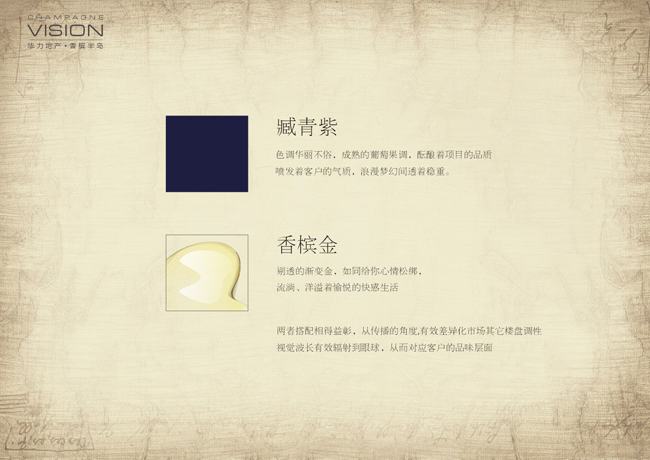 CHAMPAGNE
VISION
华力地产·香槟半岛
臧青紫
色调华丽不俗，成熟的葡萄果调，酝酿着项目的品质
喷发着客户的气质，浪漫梦幻间透着稳重。
香槟金
剔透的渐变金，如同给你心情松绑，
流淌、洋溢着愉悦的快感生活
两者搭配相得益彰，从传播的角度,有效差异化市场其它楼盘调性
视觉波长有效辐射到眼球，从而对应客户的品味层面